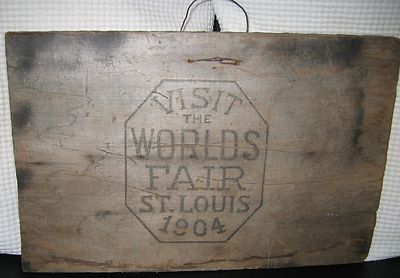 VISIT
THE
WORLDS
FAIR
ST. LOUIS
1904